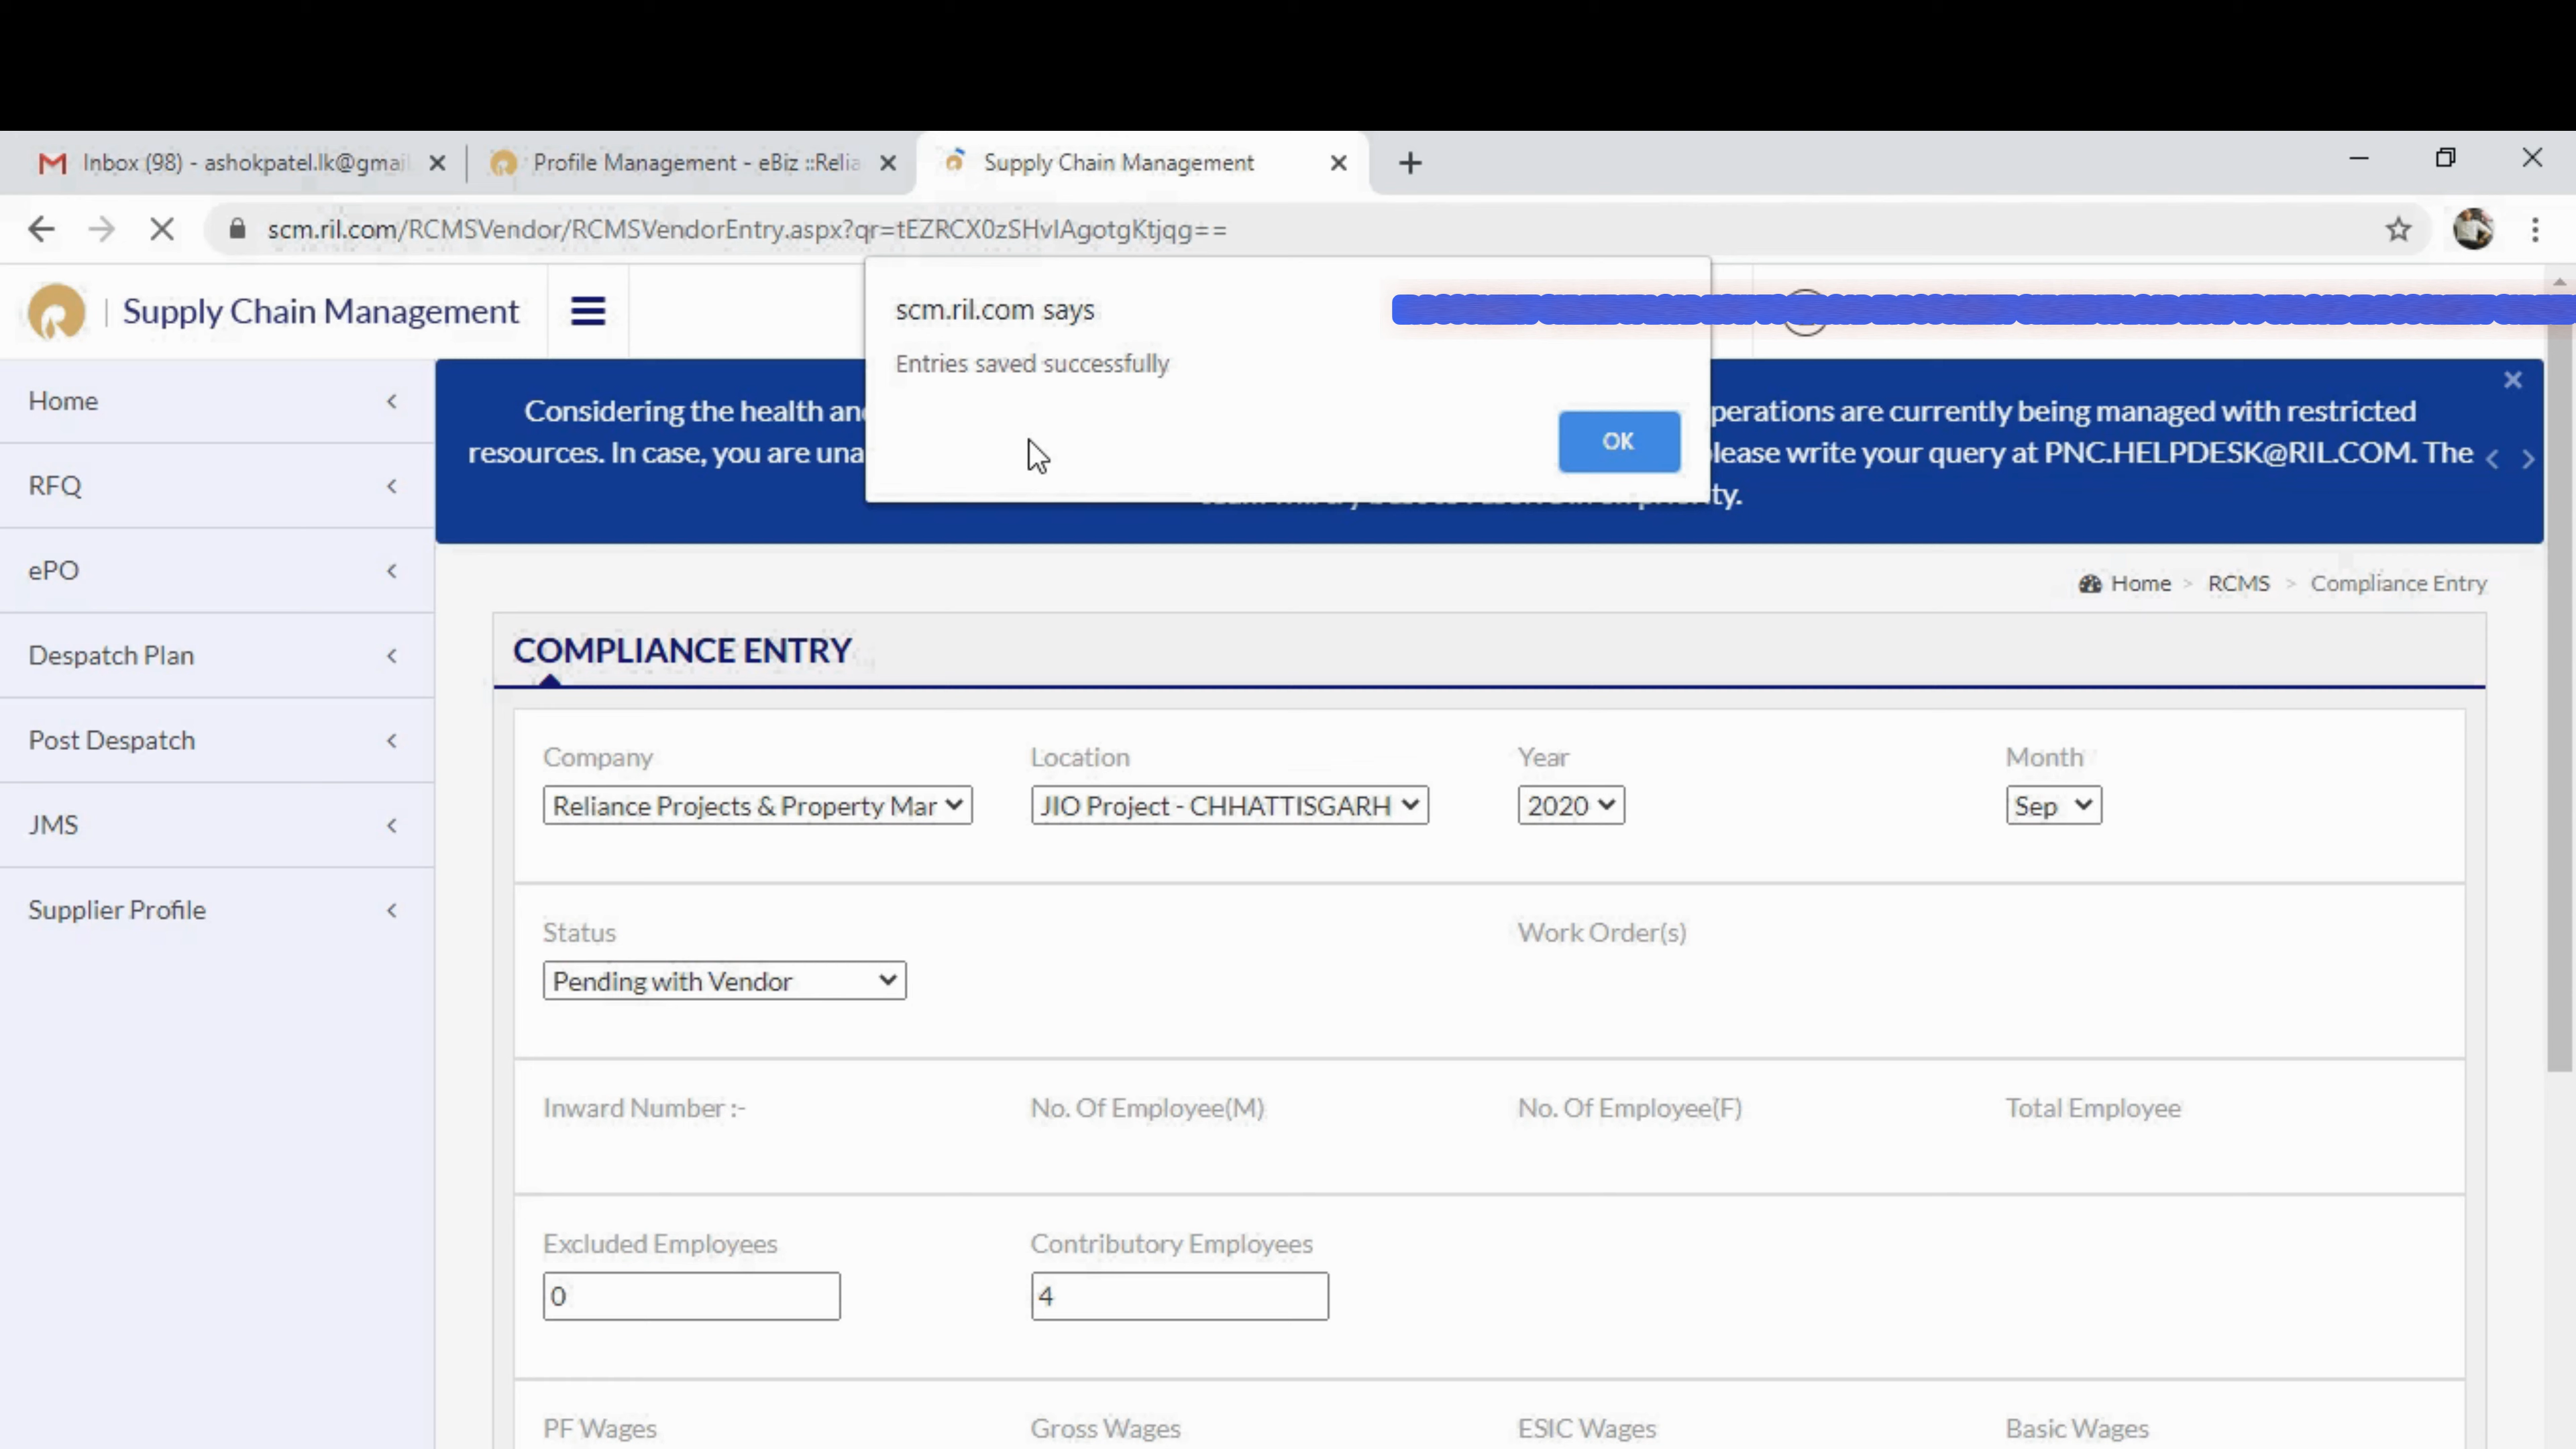 Inbox (98) - ashokpatel.lk@gmai
Profile Management - eBiz ::Relia
Supply Chain Management
scm.ril.com/RCMSVendor/RCMSVendorEntry.aspx?qr=tEZRCX0zSHvIAgotgKtjqg==
Supply Chain Management
scm.ril.com says
Entries saved successfully
OK
Home
RFQ
ePO
Despatch Plan
Post Despatch
JMS
Supplier Profile
Considering the health an perations are currently being managed with restricted
resources. In case, you are una lease write your query at PNC.HELPDESK@RIL.COM. The
ty.
Home > RCMS > Compliance Entry
COMPLIANCE ENTRY
Company Location Year Month
Reliance Projects & Property Mar JIO Project - CHHATTISGARH 2020 Sep
Status Work Order(s)
Pending with Vendor
Inward Number :- No. Of Employee(M) No. Of Employee(F) Total Employee
Excluded Employees Contributory Employees
0 4
PF Wages Gross Wages ESIC Wages Basic Wages